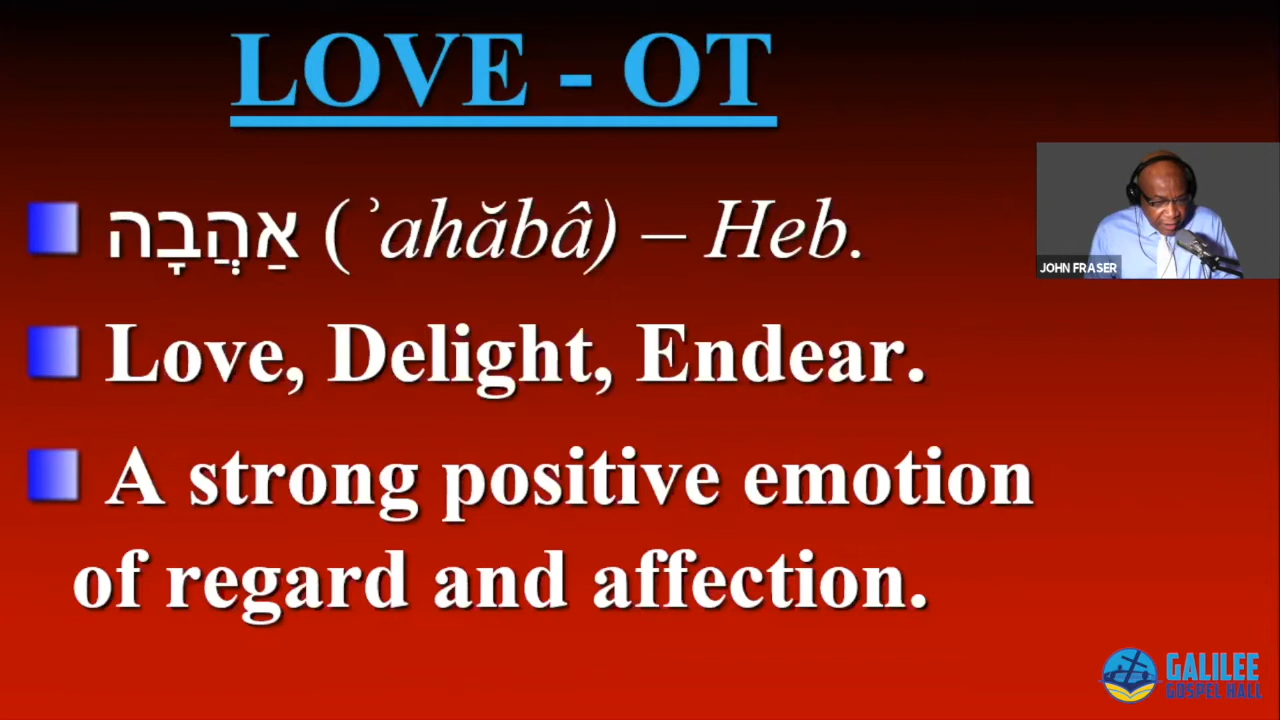 LOVE - OT
אַהֲבָה (ʾahăbâ) – Heb.
Love, Delight, Endear.
A strong positive emotion
of regard and affection.
JOHN FRASER
GALILEE
GOSPEL HALL